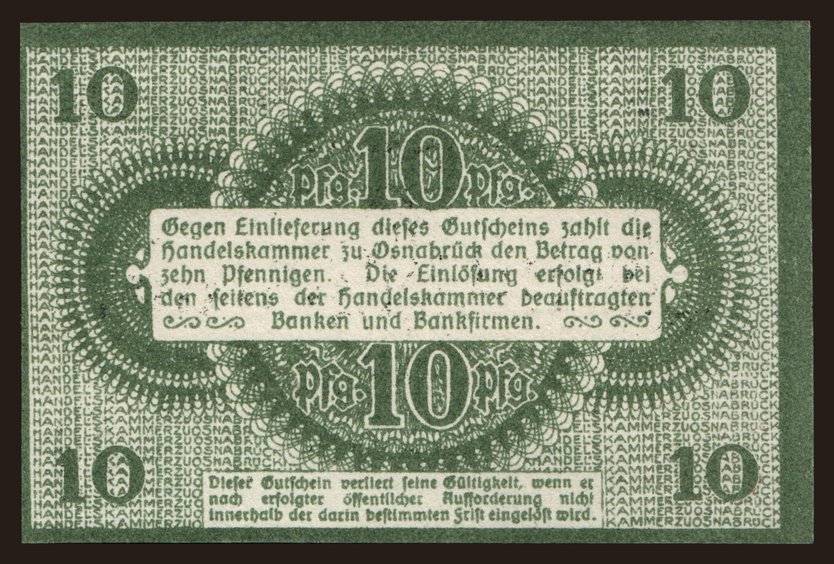 10 10
Pfg. 10 Pfg.
Gegen Einlieferung dieses Gutscheins zahlt die
Handelskammer zu Osnabrück den Betrag von
zehn Pfennigen. Die Einlösung erfolgt bei
den seitens der Handelskammer beauftragten
Banken und Bankfirmen.
Pfg. 10 Pfg.
10 10
Dieser Gutschein verliert seine Gültigkeit, wenn er
nach erfolgter öffentlicher Aufforderung nicht
innerhalb der darin bestimmten Frist eingelöst wird.